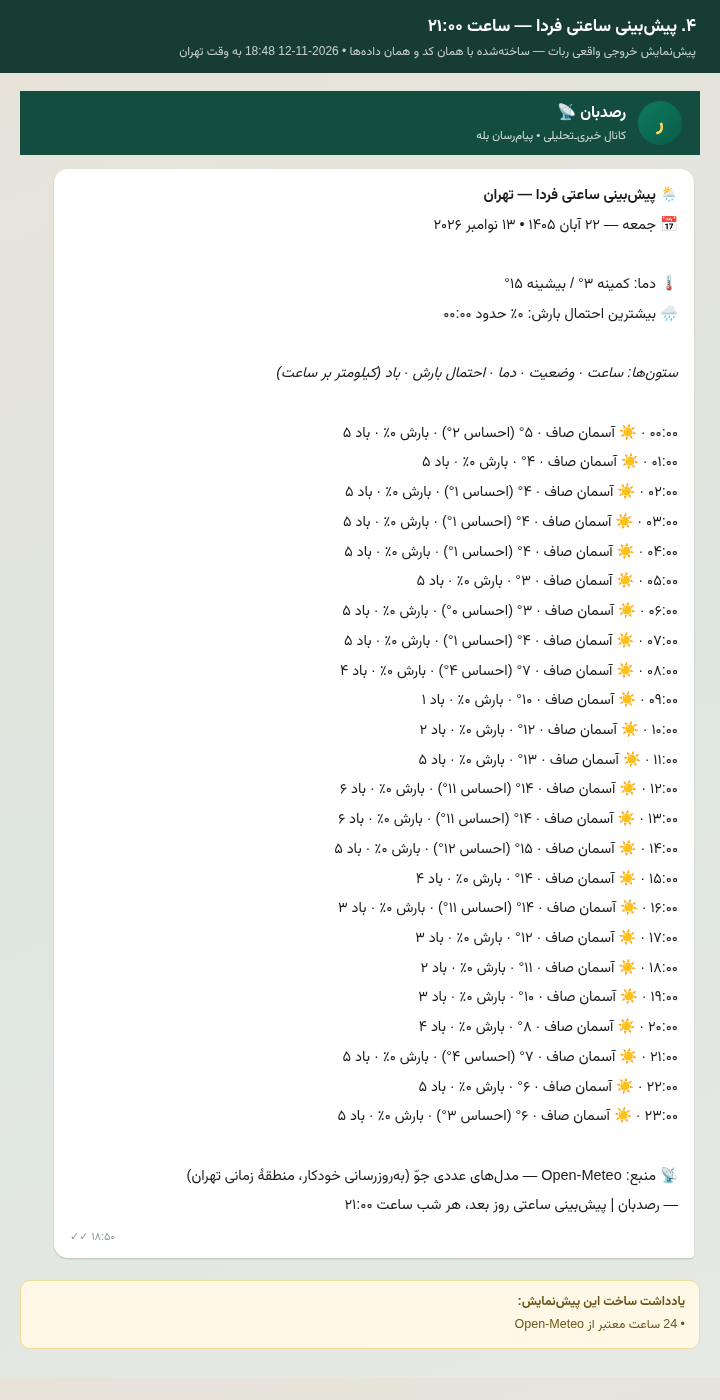 ۴. پیش‌بینی ساعتی فردا — ساعت ۲۱:۰۰
پیش‌نمایش خروجی واقعی ربات — ساخته‌شده با همان کد و همان داده‌ها • 2026-11-12 18:48 به وقت تهران
ر
رصدبان 📡
کانال خبری‌تحلیلی • پیام‌رسان بله
🌦️ پیش‌بینی ساعتی فردا — تهران
📅 جمعه — ۲۲ آبان ۱۴۰۵ • ۱۳ نوامبر ۲۰۲۶
🌡️ دما: کمینه ۳° / بیشینه ۱۵°
🌧️ بیشترین احتمال بارش: ۰٪ حدود ۰۰:۰۰
ستون‌ها: ساعت · وضعیت · دما · احتمال بارش · باد (کیلومتر بر ساعت)
۰۰:۰۰ · ☀️ آسمان صاف · ۵° (احساس ۲°) · بارش ۰٪ · باد ۵
۰۱:۰۰ · ☀️ آسمان صاف · ۴° · بارش ۰٪ · باد ۵
۰۲:۰۰ · ☀️ آسمان صاف · ۴° (احساس ۱°) · بارش ۰٪ · باد ۵
۰۳:۰۰ · ☀️ آسمان صاف · ۴° (احساس ۱°) · بارش ۰٪ · باد ۵
۰۴:۰۰ · ☀️ آسمان صاف · ۴° (احساس ۱°) · بارش ۰٪ · باد ۵
۰۵:۰۰ · ☀️ آسمان صاف · ۳° · بارش ۰٪ · باد ۵
۰۶:۰۰ · ☀️ آسمان صاف · ۳° (احساس ۰°) · بارش ۰٪ · باد ۵
۰۷:۰۰ · ☀️ آسمان صاف · ۴° (احساس ۱°) · بارش ۰٪ · باد ۵
۰۸:۰۰ · ☀️ آسمان صاف · ۷° (احساس ۴°) · بارش ۰٪ · باد ۴
۰۹:۰۰ · ☀️ آسمان صاف · ۱۰° · بارش ۰٪ · باد ۱
۱۰:۰۰ · ☀️ آسمان صاف · ۱۲° · بارش ۰٪ · باد ۲
۱۱:۰۰ · ☀️ آسمان صاف · ۱۳° · بارش ۰٪ · باد ۵
۱۲:۰۰ · ☀️ آسمان صاف · ۱۴° (احساس ۱۱°) · بارش ۰٪ · باد ۶
۱۳:۰۰ · ☀️ آسمان صاف · ۱۴° (احساس ۱۱°) · بارش ۰٪ · باد ۶
۱۴:۰۰ · ☀️ آسمان صاف · ۱۵° (احساس ۱۲°) · بارش ۰٪ · باد ۵
۱۵:۰۰ · ☀️ آسمان صاف · ۱۴° · بارش ۰٪ · باد ۴
۱۶:۰۰ · ☀️ آسمان صاف · ۱۴° (احساس ۱۱°) · بارش ۰٪ · باد ۳
۱۷:۰۰ · ☀️ آسمان صاف · ۱۲° · بارش ۰٪ · باد ۳
۱۸:۰۰ · ☀️ آسمان صاف · ۱۱° · بارش ۰٪ · باد ۲
۱۹:۰۰ · ☀️ آسمان صاف · ۱۰° · بارش ۰٪ · باد ۳
۲۰:۰۰ · ☀️ آسمان صاف · ۸° · بارش ۰٪ · باد ۴
۲۱:۰۰ · ☀️ آسمان صاف · ۷° (احساس ۴°) · بارش ۰٪ · باد ۵
۲۲:۰۰ · ☀️ آسمان صاف · ۶° · بارش ۰٪ · باد ۵
۲۳:۰۰ · ☀️ آسمان صاف · ۶° (احساس ۳°) · بارش ۰٪ · باد ۵
📡 منبع: Open-Meteo — مدل‌های عددی جوّ (به‌روزرسانی خودکار، منطقهٔ زمانی تهران)
— رصدبان | پیش‌بینی ساعتی روز بعد، هر شب ساعت ۲۱:۰۰
۱۸:۵۰ ✓✓
یادداشت ساخت این پیش‌نمایش:
• 24 ساعت معتبر از Open-Meteo